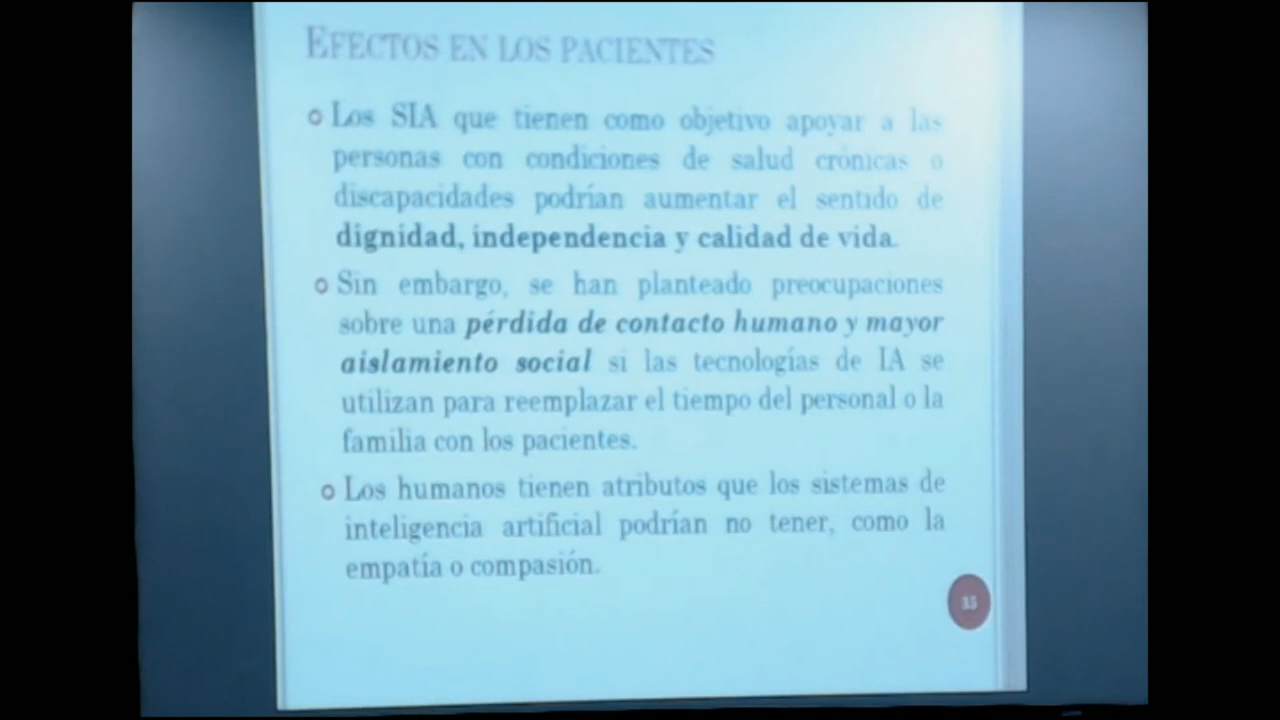 EFECTOS EN LOS PACIENTES
Los SIA que tienen como objetivo apoyar a las
personas con condiciones de salud crónicas o
discapacidades podrían aumentar el sentido de
dignidad, independencia y calidad de vida.
Sin embargo, se han planteado preocupaciones
sobre una pérdida de contacto humano y mayor
aislamiento social si las tecnologías de IA se
utilizan para reemplazar el tiempo del personal o la
familia con los pacientes.
Los humanos tienen atributos que los sistemas de
inteligencia artificial podrían no tener, como la
empatía o compasión.
35